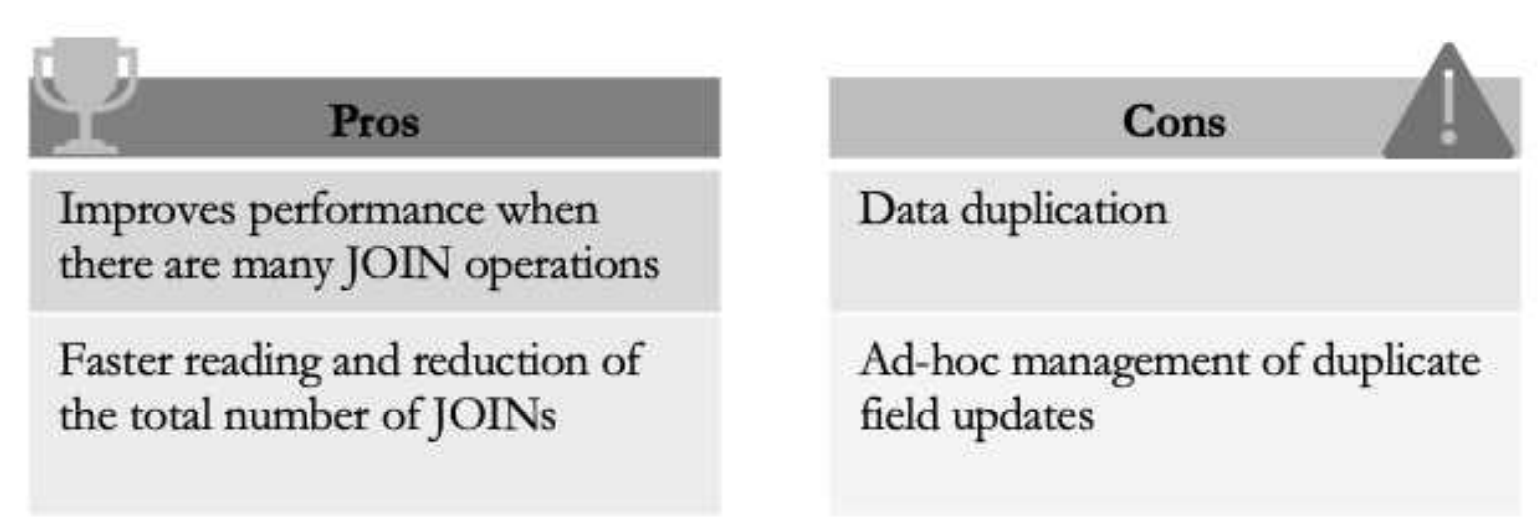 Pros
Improves performance when
there are many JOIN operations
Faster reading and reduction of
the total number of JOINs
Cons
Data duplication
Ad-hoc management of duplicate
field updates